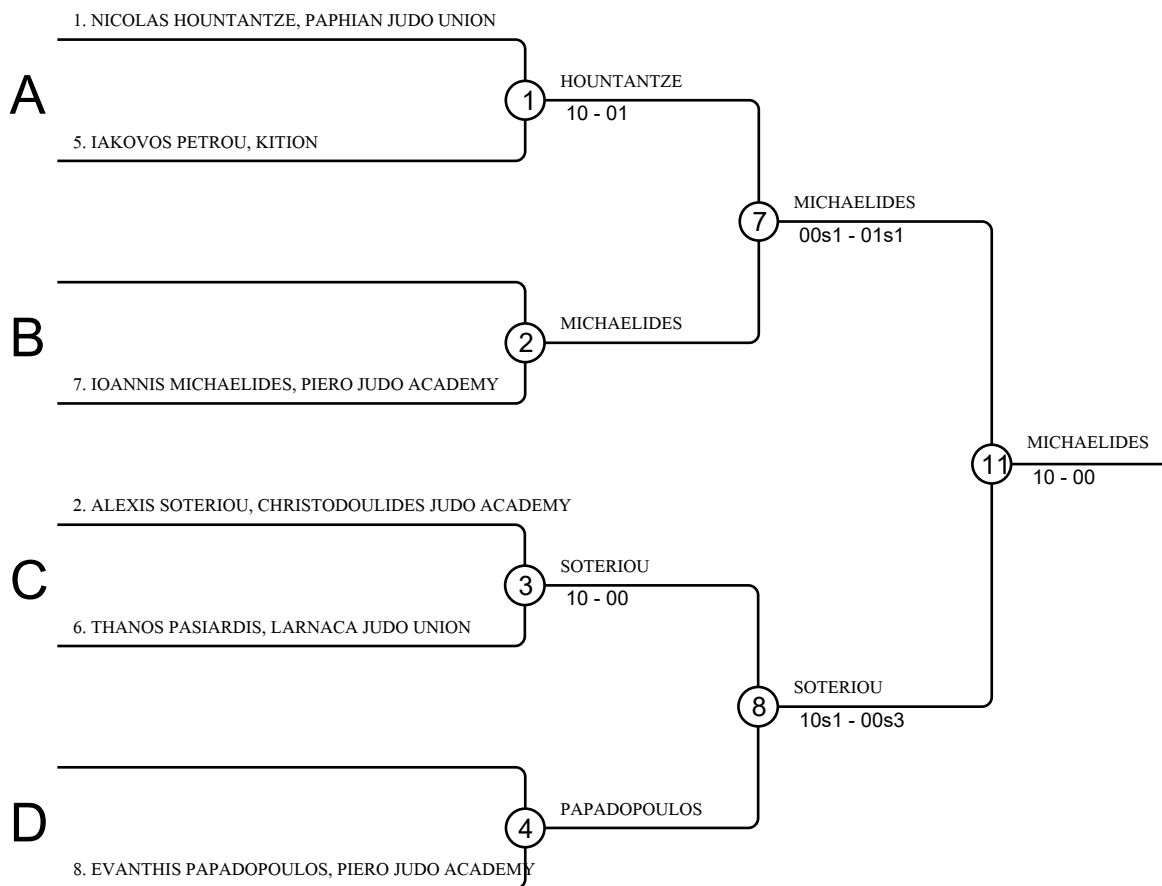 1. NICOLAS HOUNTANTZE, PAPHIAN JUDO UNION
A
1
HOUNTANTZE
10 - 01
5. IAKOVOS PETROU, KITION
7
MICHAELIDES
00s1 - 01s1
B
2
MICHAELIDES
7. IOANNIS MICHAELIDES, PIERO JUDO ACADEMY
11
MICHAELIDES
10 - 00
2. ALEXIS SOTERIOU, CHRISTODOULIDES JUDO ACADEMY
C
3
SOTERIOU
10 - 00
6. THANOS PASIARDIS, LARNACA JUDO UNION
8
SOTERIOU
10s1 - 00s3
D
4
PAPADOPOULOS
8. EVANTHIS PAPADOPOULOS, PIERO JUDO ACADEMY